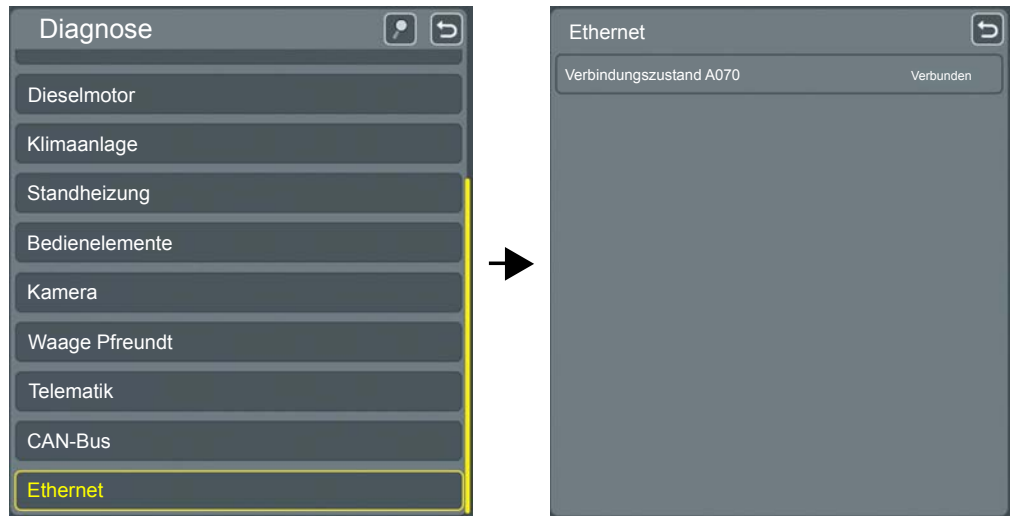 Diagnose
Dieselmotor
Klimaanlage
Standheizung
Bedienelemente
Kamera
Waage Pfreundt
Telematik
CAN-Bus
Ethernet
Ethernet
Verbindungszustand A070 Verbunden